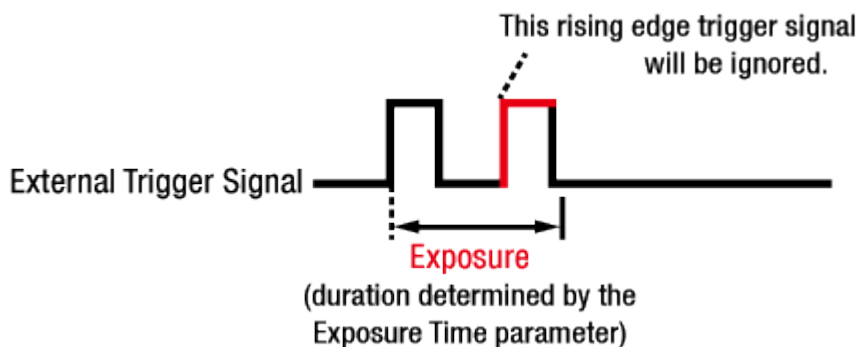 This rising edge trigger signal
will be ignored.
External Trigger Signal
Exposure
(duration determined by the
Exposure Time parameter)